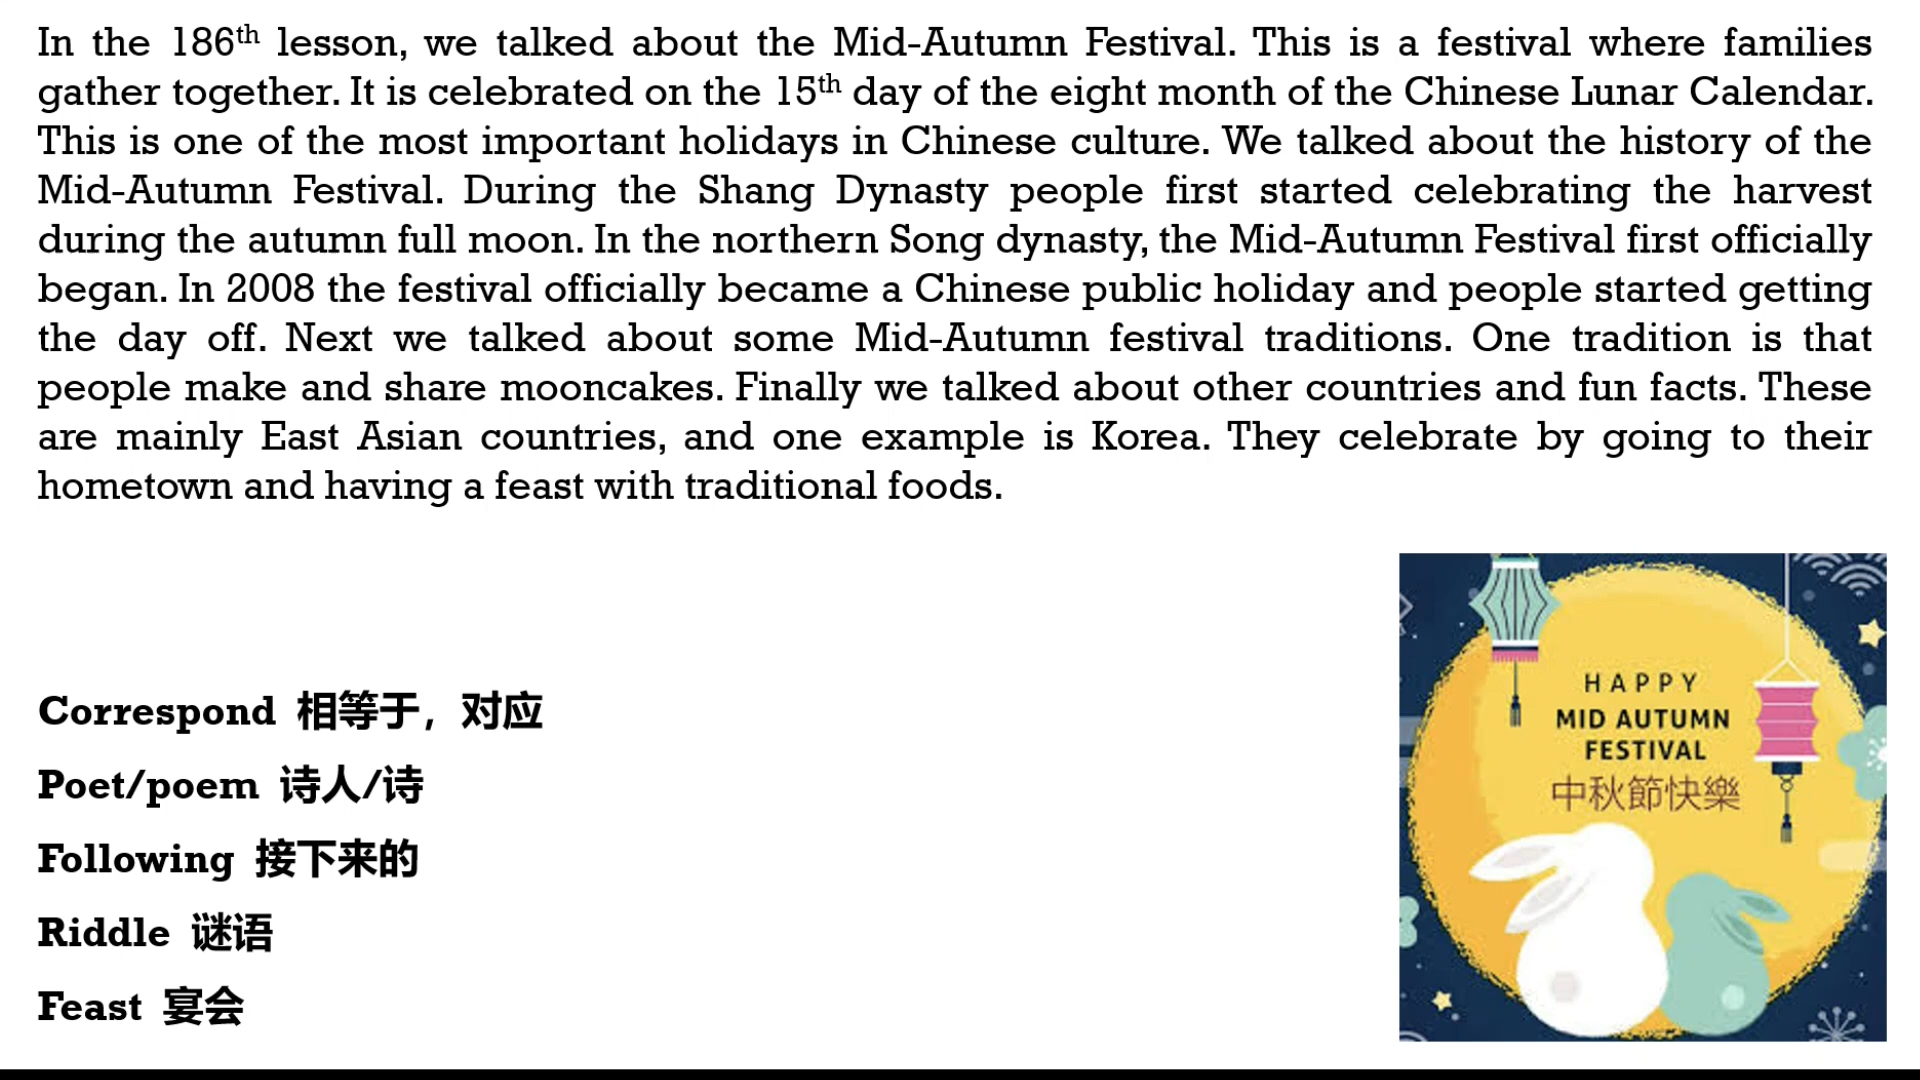 In the 186th lesson, we talked about the Mid-Autumn Festival. This is a festival where families
gather together. It is celebrated on the 15th day of the eight month of the Chinese Lunar Calendar.
This is one of the most important holidays in Chinese culture. We talked about the history of the
Mid-Autumn Festival. During the Shang Dynasty people first started celebrating the harvest
during the autumn full moon. In the northern Song dynasty, the Mid-Autumn Festival first officially
began. In 2008 the festival officially became a Chinese public holiday and people started getting
the day off. Next we talked about some Mid-Autumn festival traditions. One tradition is that
people make and share mooncakes. Finally we talked about other countries and fun facts. These
are mainly East Asian countries, and one example is Korea. They celebrate by going to their
hometown and having a feast with traditional foods.
Correspond 相等于，对应
Poet/poem 诗人/诗
Following 接下来的
Riddle 谜语
Feast 宴会
HAPPY
MID AUTUMN
FESTIVAL
中秋節快樂